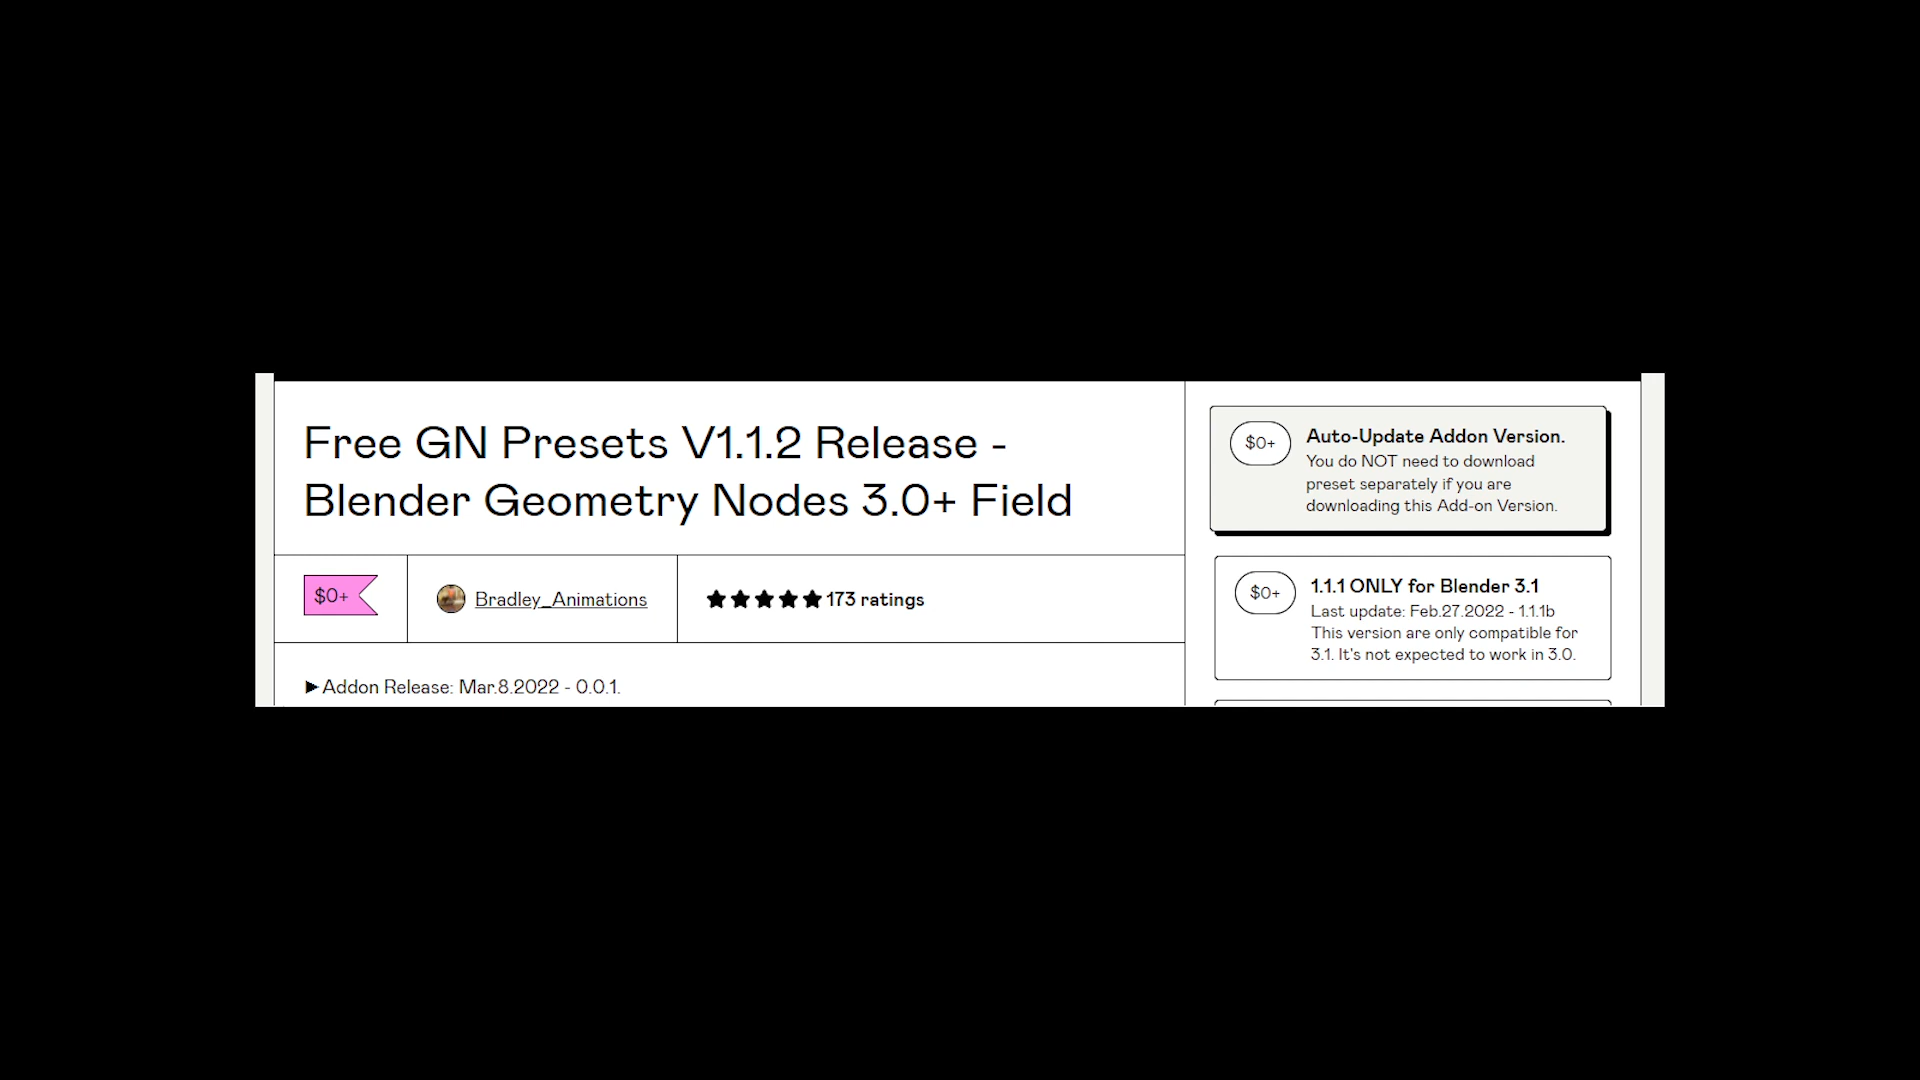 Free GN Presets V1.1.2 Release -
Blender Geometry Nodes 3.0+ Field
$0+
Bradley_Animations
173 ratings
▶Addon Release: Mar.8.2022 - 0.0.1.
$0+
Auto-Update Addon Version.
You do NOT need to download
preset separately if you are
downloading this Add-on Version.
$0+
1.1.1 ONLY for Blender 3.1
Last update: Feb.27.2022 - 1.1.1b
This version are only compatible for
3.1. It's not expected to work in 3.0.